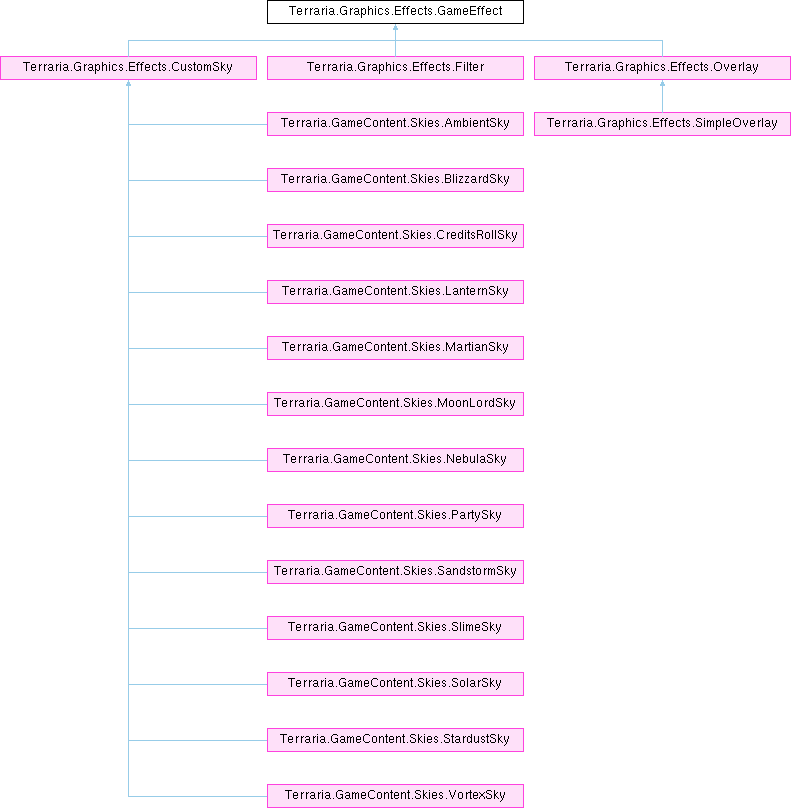 Terraria.Graphics.Effects.GameEffect
Terraria.Graphics.Effects.CustomSky
Terraria.Graphics.Effects.Filter
Terraria.Graphics.Effects.Overlay
Terraria.GameContent.Skies.AmbientSky
Terraria.Graphics.Effects.SimpleOverlay
Terraria.GameContent.Skies.BlizzardSky
Terraria.GameContent.Skies.CreditsRollSky
Terraria.GameContent.Skies.LanternSky
Terraria.GameContent.Skies.MartianSky
Terraria.GameContent.Skies.MoonLordSky
Terraria.GameContent.Skies.NebulaSky
Terraria.GameContent.Skies.PartySky
Terraria.GameContent.Skies.SandstormSky
Terraria.GameContent.Skies.SlimeSky
Terraria.GameContent.Skies.SolarSky
Terraria.GameContent.Skies.StardustSky
Terraria.GameContent.Skies.VortexSky